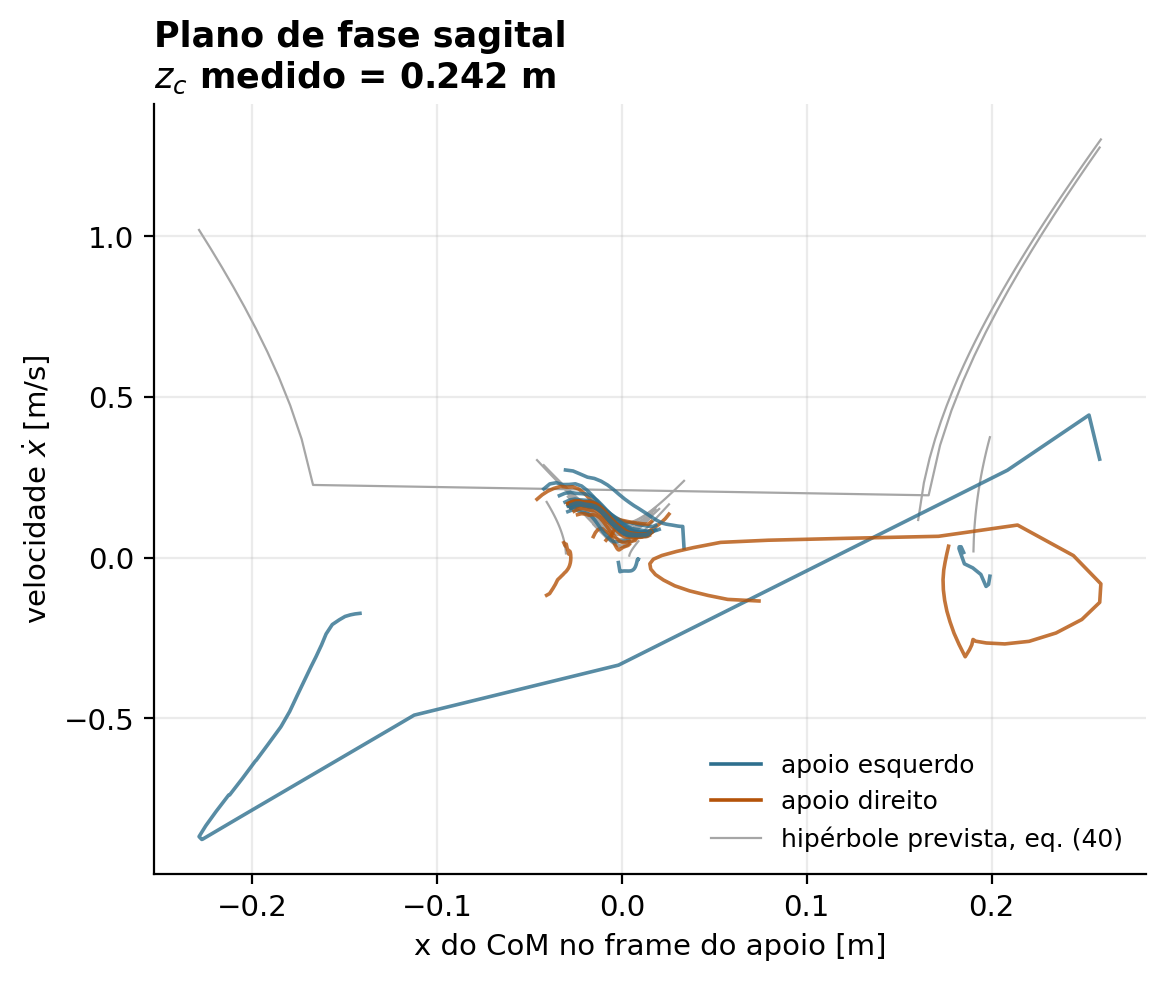 Plano de fase sagital
z_c medido = 0.242 m
velocidade ẋ [m/s]
1.0
0.5
0.0
−0.5
−0.2
−0.1
0.0
0.1
0.2
x do CoM no frame do apoio [m]
apoio esquerdo
apoio direito
hipérbole prevista, eq. (40)